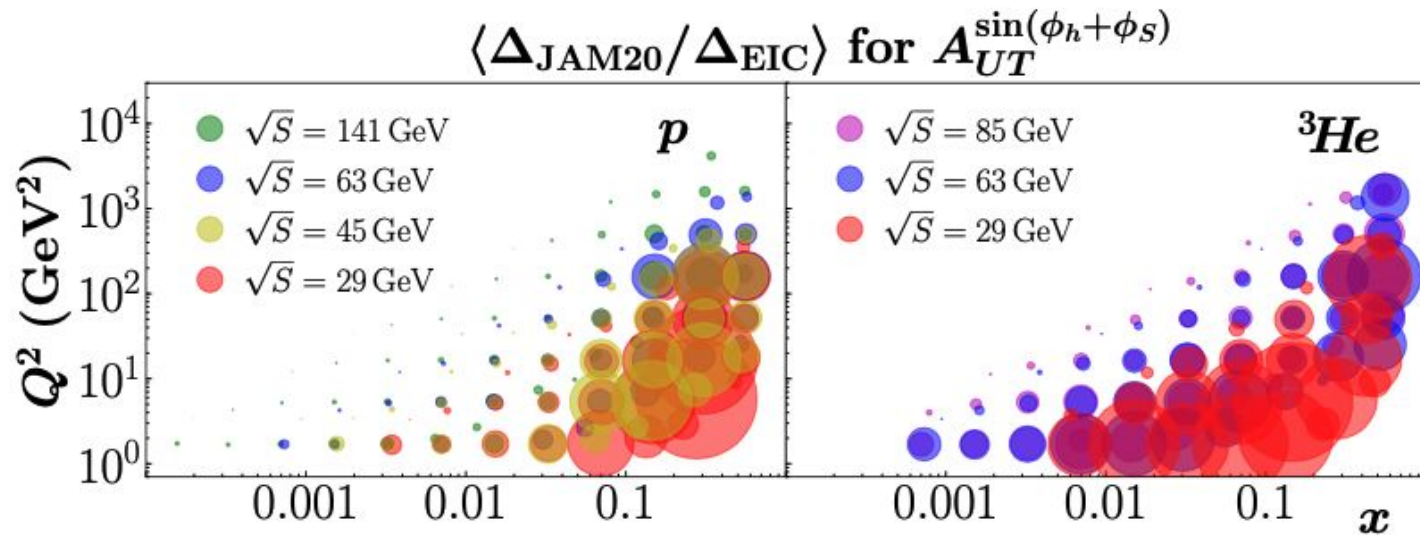 ⟨Δ_JAM20/Δ_EIC⟩ for A_UT^sin(ϕ_h+ϕ_S)
Q² (GeV²)
10⁴
10³
10²
10¹
10⁰
√S = 141 GeV
√S = 63 GeV
√S = 45 GeV
√S = 29 GeV
p
0.001
0.01
0.1
√S = 85 GeV
√S = 63 GeV
√S = 29 GeV
³He
0.001
0.01
0.1
x